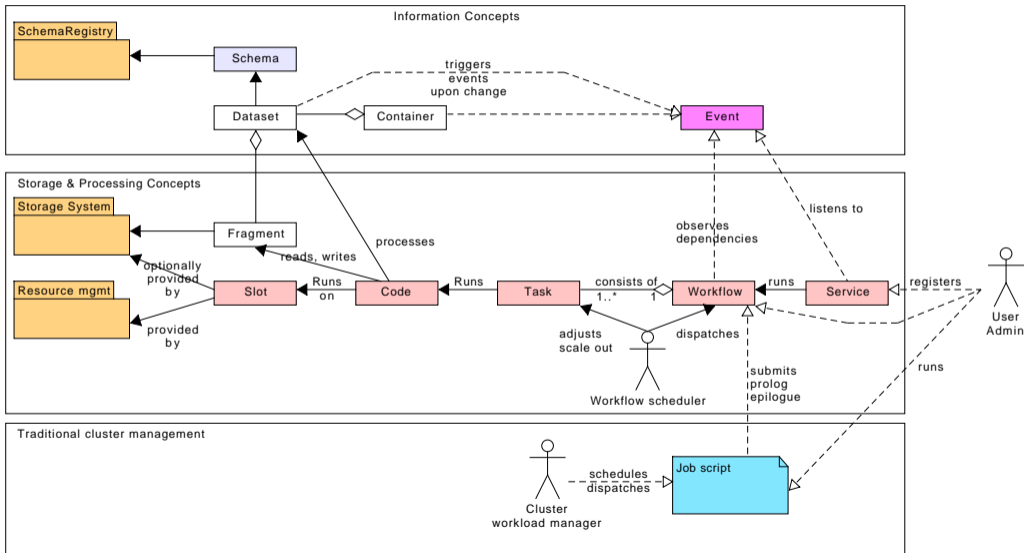 Information Concepts
SchemaRegistry
Schema
triggers
events
upon change
Dataset
Container
Event
Storage & Processing Concepts
Storage System
listens to
observes
dependencies
Fragment
processes
reads, writes
optionally
provided
by
Resource mgmt
Slot
Runs
on
Code
Runs
Task
consists of
1..*
1
Workflow
runs
Service
registers
User
Admin
provided
by
adjusts
scale out
dispatches
Workflow scheduler
submits
prolog
epilogue
runs
Traditional cluster management
Job script
schedules
dispatches
Cluster
workload manager